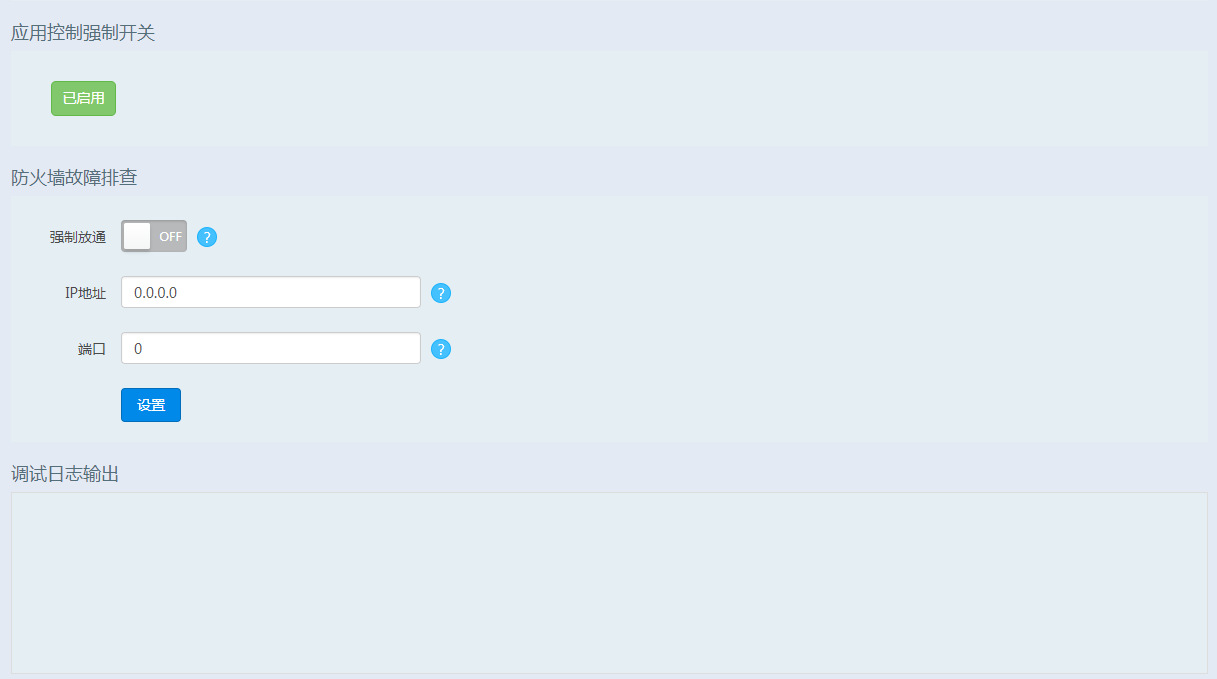 应用控制强制开关
已启用
防火墙故障排查
强制放通 OFF ?
IP地址 0.0.0.0 ?
端口 0 ?
设置
调试日志输出